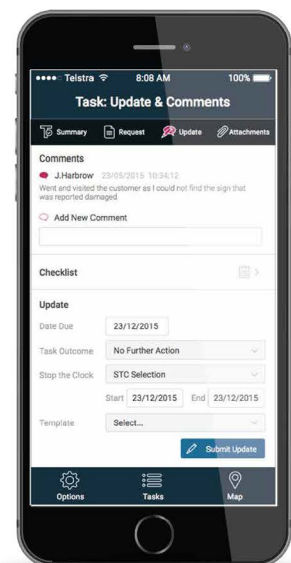 Telstra 8:08 AM 100%
Task: Update & Comments
Summary Request Update Attachments
Comments
J.Harbrow 23/05/2015 10:34;12
Went and visited the customer as I could not find the sign that
was reported damaged
Add New Comment
Checklist
Update
Date Due 23/12/2015
Task Outcome No Further Action
Stop the Clock STC Selection
Start 23/12/2015 End 23/12/2015
Template Select...
Submit Update
Options Tasks Map